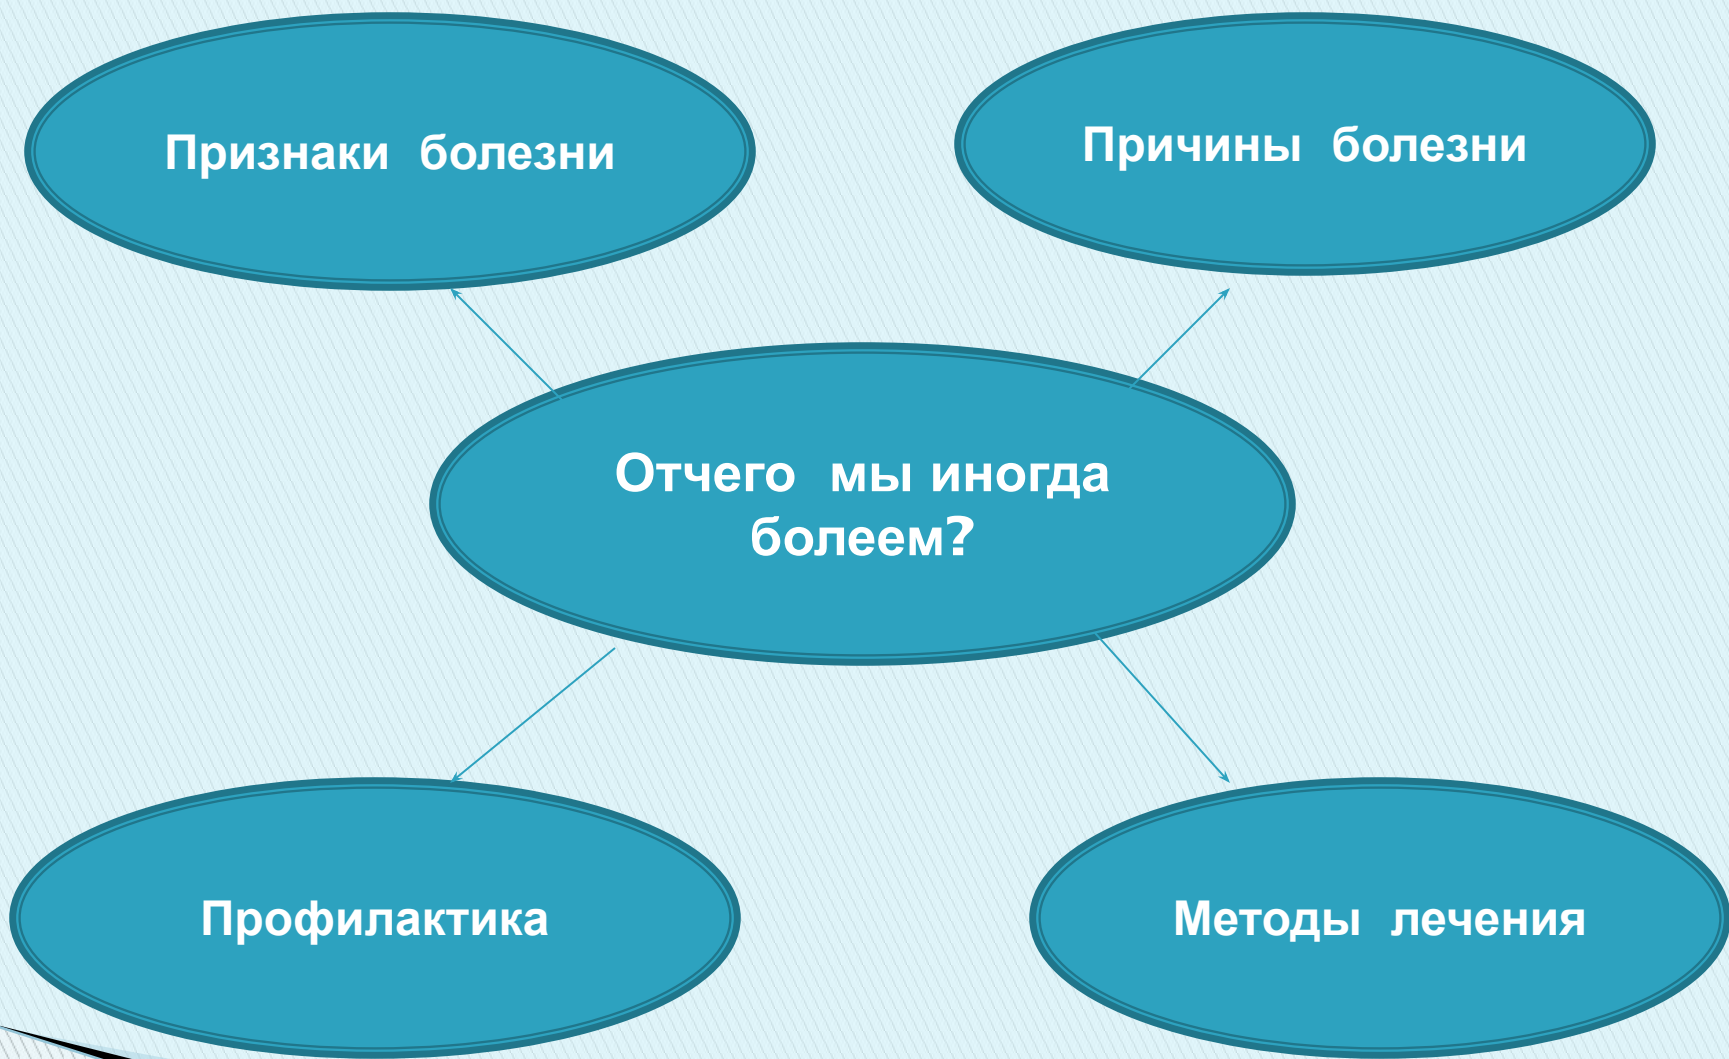 Признаки болезни
Причины болезни
Отчего мы иногда
болеем?
Профилактика
Методы лечения